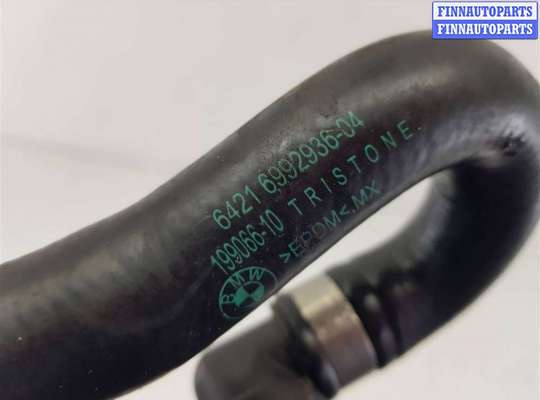 FINNAUTOPARTS
FINNAUTOPARTS
6421 6992936-04
199066-10 TRISTONE.
>EPDM< MX
BMW